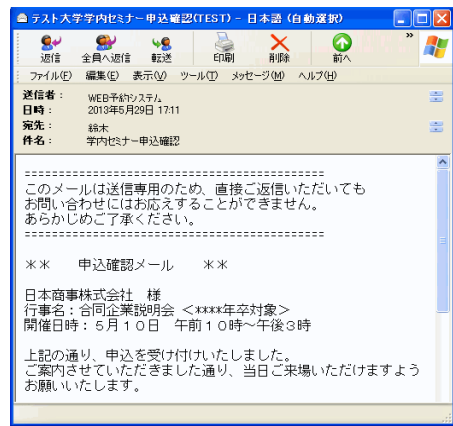 テスト大学学内セミナー申込確認(TEST) - 日本語 (自動選択)
返信 全員へ返信 転送 印刷 削除 前へ »
ファイル(F) 編集(E) 表示(V) ツール(T) メッセージ(M) ヘルプ(H)
送信者: WEB予約システム
日時: 2013年5月29日 17:11
宛先: 鈴木
件名: 学内セミナー申込確認
============================================
このメールは送信専用のため、直接ご返信いただいても
お問い合わせにはお応えすることができません。
あらかじめご了承ください。
============================================
** 申込確認メール **
日本商事株式会社 様
行事名:合同企業説明会 <****年卒対象>
開催日時:5月10日 午前10時~午後3時
上記の通り、申込を受け付けいたしました。
ご案内させていただきました通り、当日ご来場いただけますよう
お願いいたします。